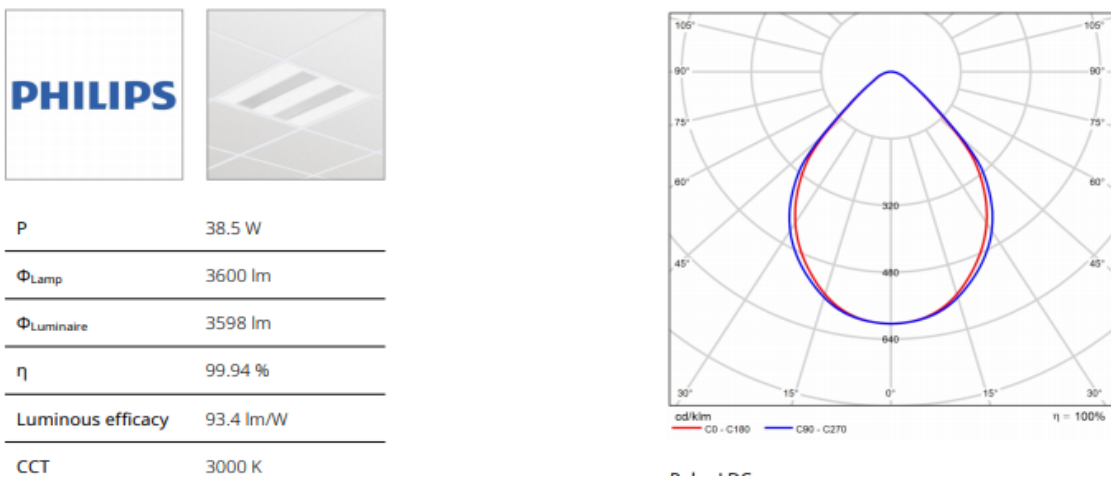 PHILIPS
P 38.5 W
ΦLamp 3600 lm
ΦLuminaire 3598 lm
η 99.94 %
Luminous efficacy 93.4 lm/W
CCT 3000 K
105° 105°
90° 90°
75° 75°
60° 60°
320
45° 45°
480
640
30° 15° 0° 15° 30°
cd/klm η = 100%
C0 - C180 C90 - C270